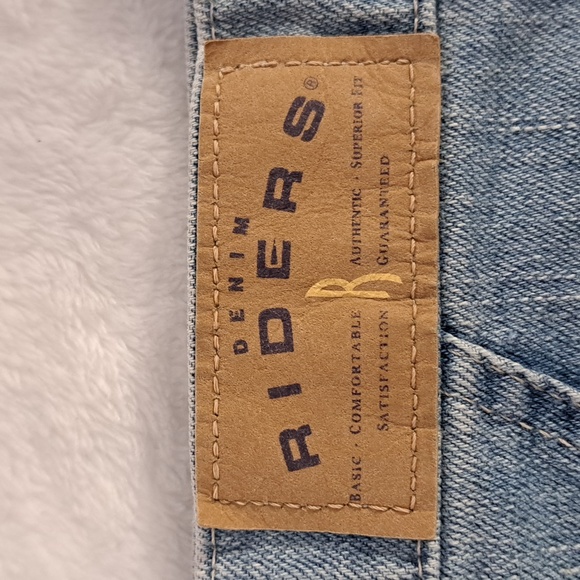 DENIM
RIDERS®
BASIC · COMFORTABLE R AUTHENTIC · SUPERIOR FIT
SATISFACTION GUARANTEED